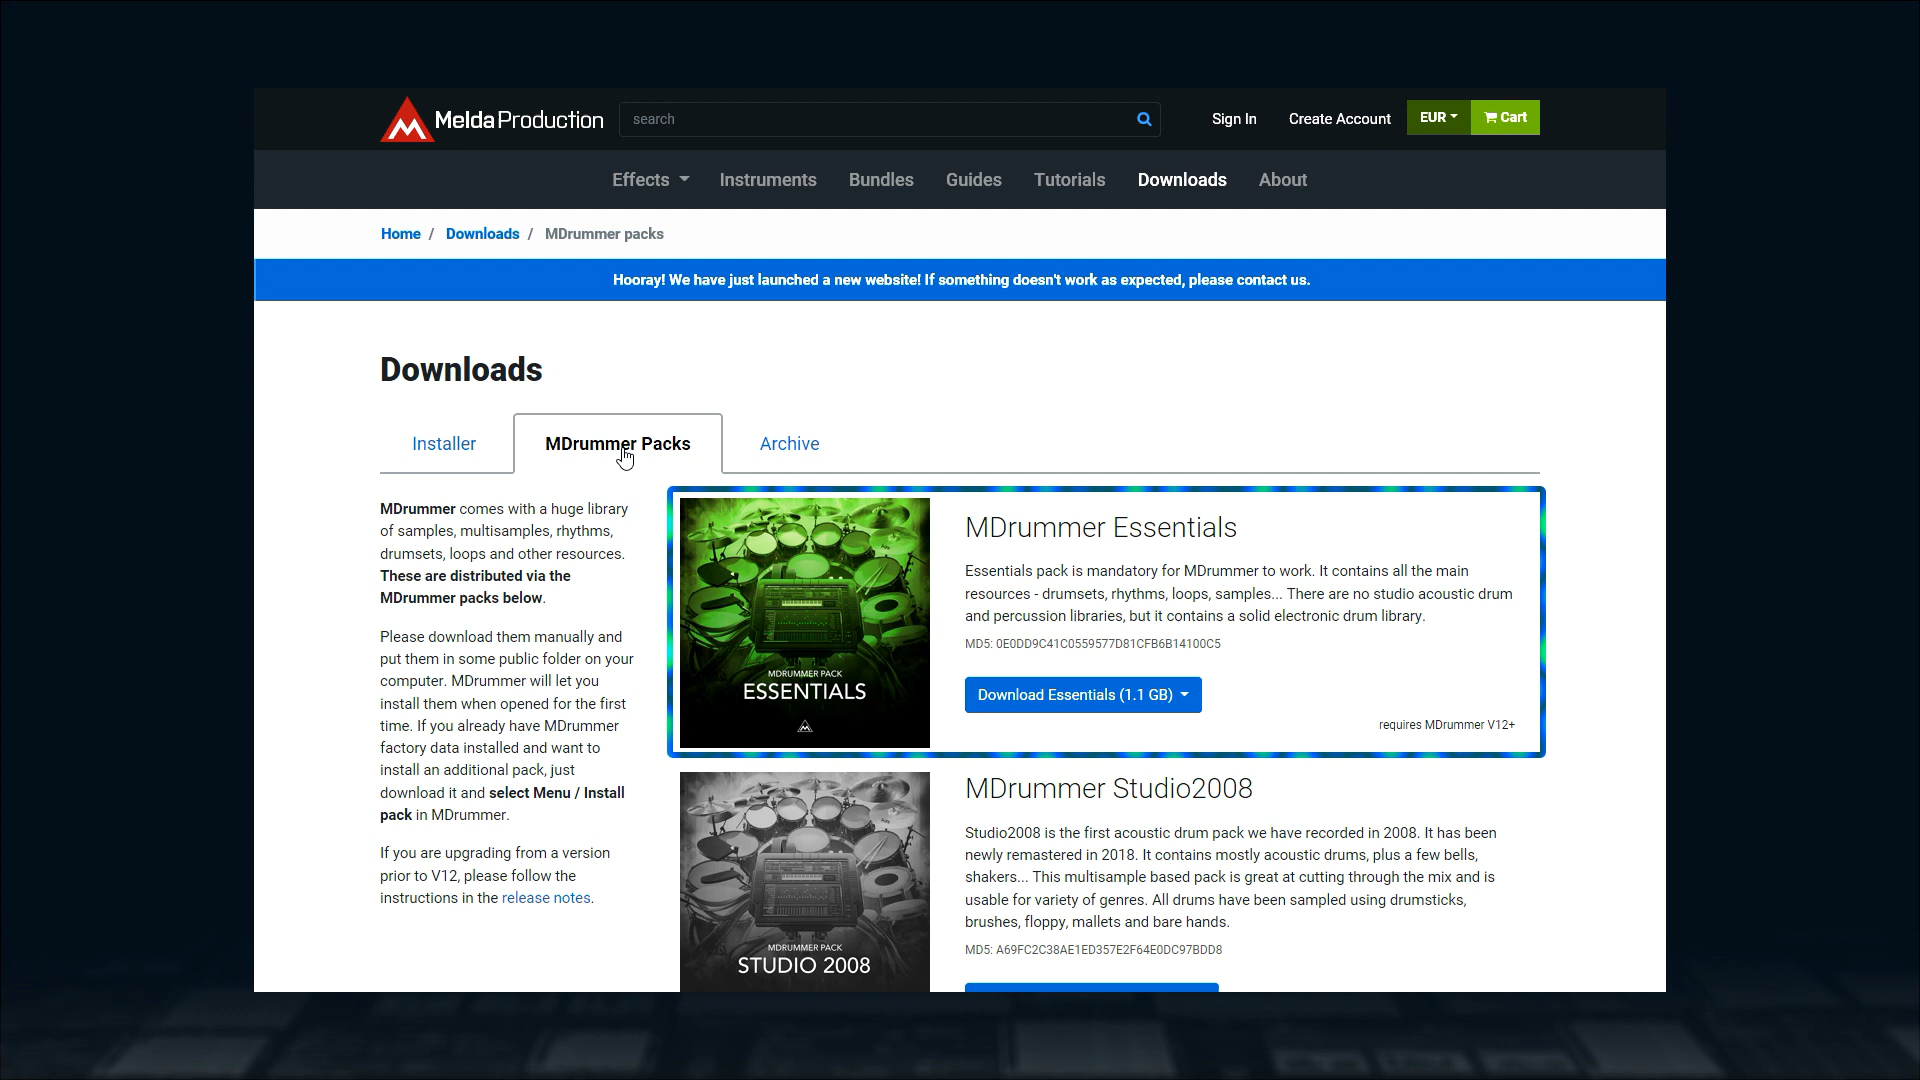 MeldaProduction
search
Sign In
Create Account
EUR
Cart
Effects
Instruments
Bundles
Guides
Tutorials
Downloads
About
Home / Downloads / MDrummer packs
Hooray! We have just launched a new website! If something doesn't work as expected, please contact us.
Downloads
Installer
MDrummer Packs
Archive
MDrummer comes with a huge library
of samples, multisamples, rhythms,
drumsets, loops and other resources.
These are distributed via the
MDrummer packs below.
Please download them manually and
put them in some public folder on your
computer. MDrummer will let you
install them when opened for the first
time. If you already have MDrummer
factory data installed and want to
install an additional pack, just
download it and select Menu / Install
pack in MDrummer.
If you are upgrading from a version
prior to V12, please follow the
instructions in the release notes.
MDRUMMER PACK
ESSENTIALS
MDrummer Essentials
Essentials pack is mandatory for MDrummer to work. It contains all the main
resources - drumsets, rhythms, loops, samples... There are no studio acoustic drum
and percussion libraries, but it contains a solid electronic drum library.
MD5: 0E0DD9C41C0559577D81CFB6B14100C5
Download Essentials (1.1 GB)
requires MDrummer V12+
MDRUMMER PACK
STUDIO 2008
MDrummer Studio2008
Studio2008 is the first acoustic drum pack we have recorded in 2008. It has been
newly remastered in 2018. It contains mostly acoustic drums, plus a few bells,
shakers... This multisample based pack is great at cutting through the mix and is
usable for variety of genres. All drums have been sampled using drumsticks,
brushes, floppy, mallets and bare hands.
MD5: A69FC2C38AE1ED357E2F64E0DC97BDD8